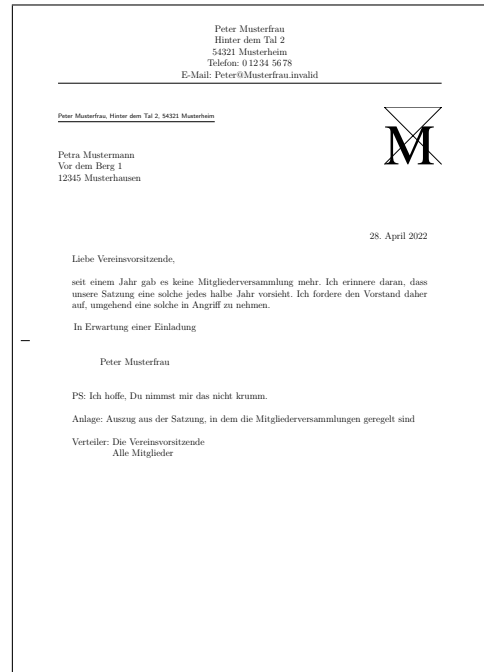 Peter Musterfrau
Hinter dem Tal 2
54321 Musterheim
Telefon: 0 12 34 56 78
E-Mail: Peter@Musterfrau.invalid
Peter Musterfrau, Hinter dem Tal 2, 54321 Musterheim
M
Petra Mustermann
Vor dem Berg 1
12345 Musterhausen
28. April 2022
Liebe Vereinsvorsitzende,
seit einem Jahr gab es keine Mitgliederversammlung mehr. Ich erinnere daran, dass
unsere Satzung eine solche jedes halbe Jahr vorsieht. Ich fordere den Vorstand daher
auf, umgehend eine solche in Angriff zu nehmen.
In Erwartung einer Einladung
Peter Musterfrau
PS: Ich hoffe, Du nimmst mir das nicht krumm.
Anlage: Auszug aus der Satzung, in dem die Mitgliederversammlungen geregelt sind
Verteiler: Die Vereinsvorsitzende
Alle Mitglieder